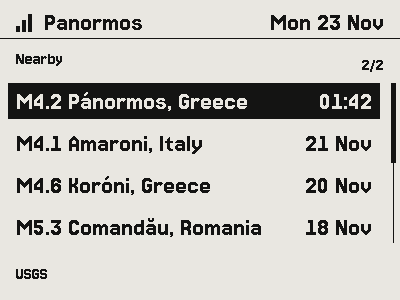 Panormos Mon 23 Nov
Nearby 2/2
M4.2 Pánormos, Greece 01:42
M4.1 Amaroni, Italy 21 Nov
M4.6 Koróni, Greece 20 Nov
M5.3 Comandău, Romania 18 Nov
USGS